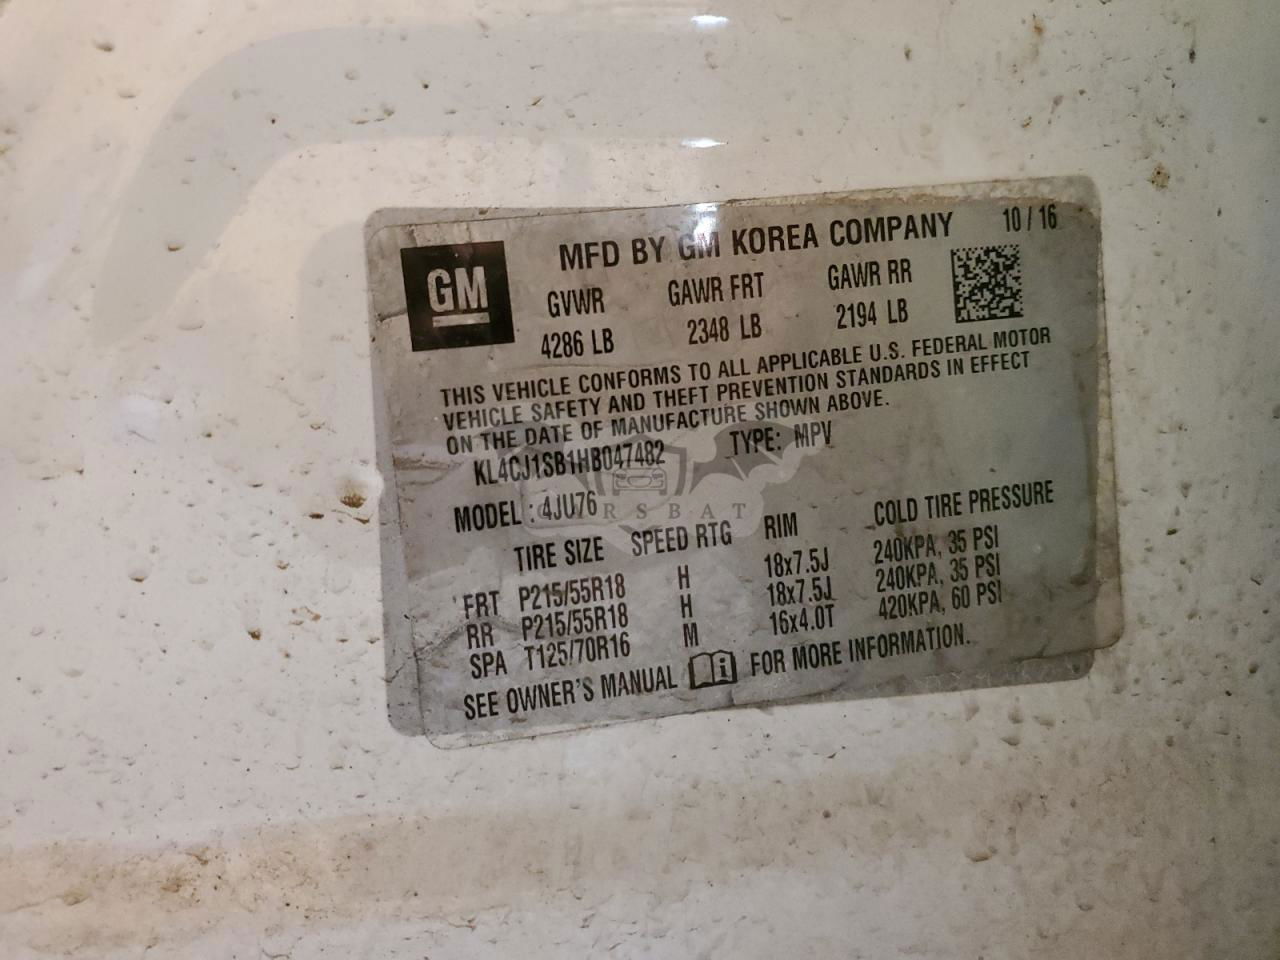 GM
MFD BY GM KOREA COMPANY 10 / 16
GVWR GAWR FRT GAWR RR
4286 LB 2348 LB 2194 LB
THIS VEHICLE CONFORMS TO ALL APPLICABLE U.S. FEDERAL MOTOR
VEHICLE SAFETY AND THEFT PREVENTION STANDARDS IN EFFECT
ON THE DATE OF MANUFACTURE SHOWN ABOVE.
KL4CJ1SB1HB047482 TYPE: MPV
MODEL : 4JU76
RSBAT
TIRE SIZE SPEED RTG RIM COLD TIRE PRESSURE
FRT P215/55R18 H 18x7.5J 240KPA, 35 PSI
RR P215/55R18 H 18x7.5J 240KPA, 35 PSI
SPA T125/70R16 M 16x4.0T 420KPA, 60 PSI
SEE OWNER'S MANUAL FOR MORE INFORMATION.